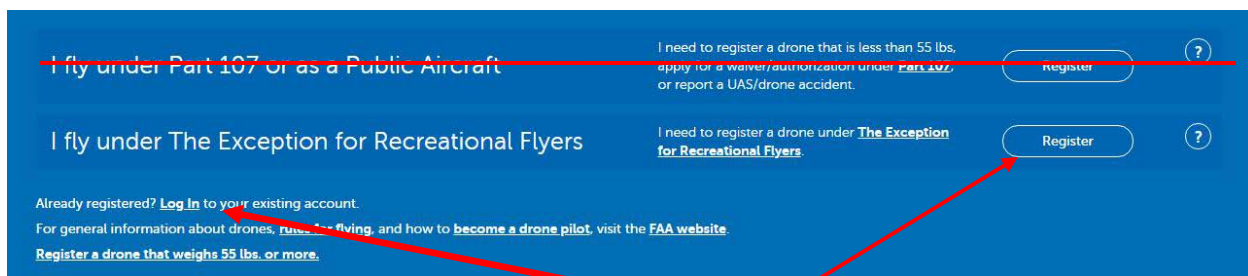 I fly under Part 107 or as a Public Aircraft
I need to register a drone that is less than 55 lbs,
apply for a waiver/authorization under Part 107,
or report a UAS/drone accident.
Register
?
I fly under The Exception for Recreational Flyers
I need to register a drone under The Exception
for Recreational Flyers.
Register
?
Already registered? Log In to your existing account.
For general information about drones, rules for flying, and how to become a drone pilot, visit the FAA website.
Register a drone that weighs 55 lbs. or more.